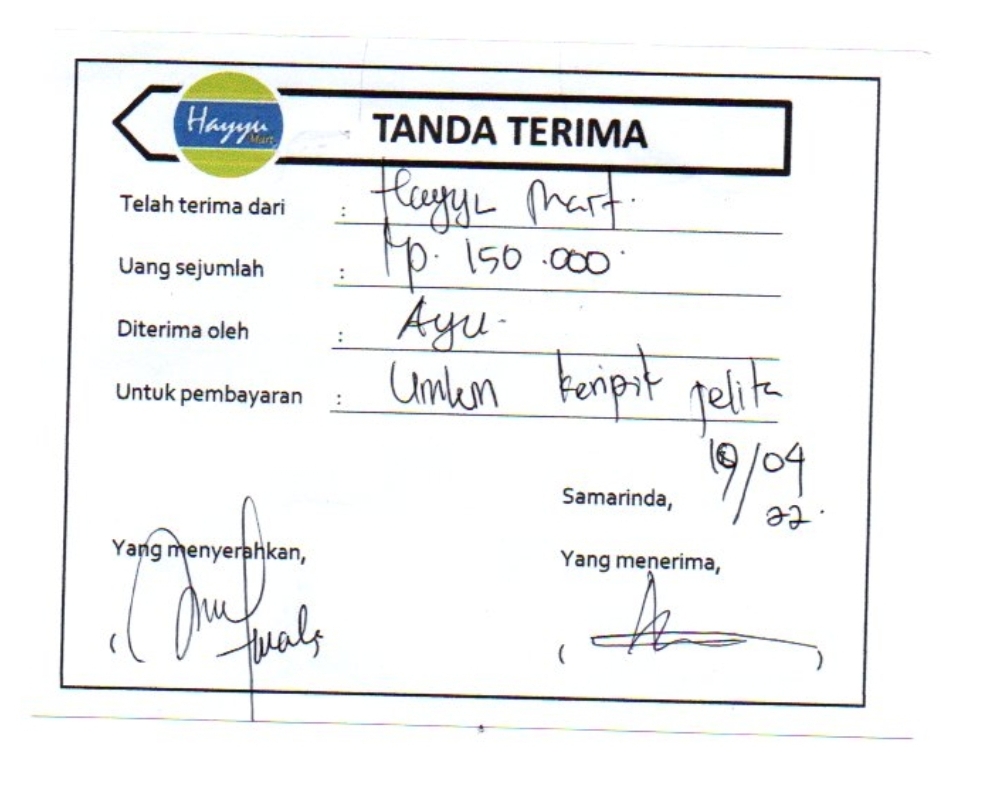 Hayyu Mart
TANDA TERIMA
Telah terima dari : Hayyu Mart.
Uang sejumlah : Rp. 150.000
Diterima oleh : Ayu.
Untuk pembayaran : Umkm keripik jelita
Samarinda, /04
22.
Yang menyerahkan, Yang menerima,
( ( )